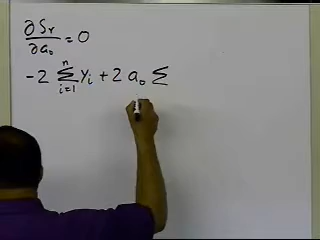 ∂Sr/∂a₀ = 0
-2 ∑ⁿᵢ₌₁ yᵢ + 2 a₀ ∑